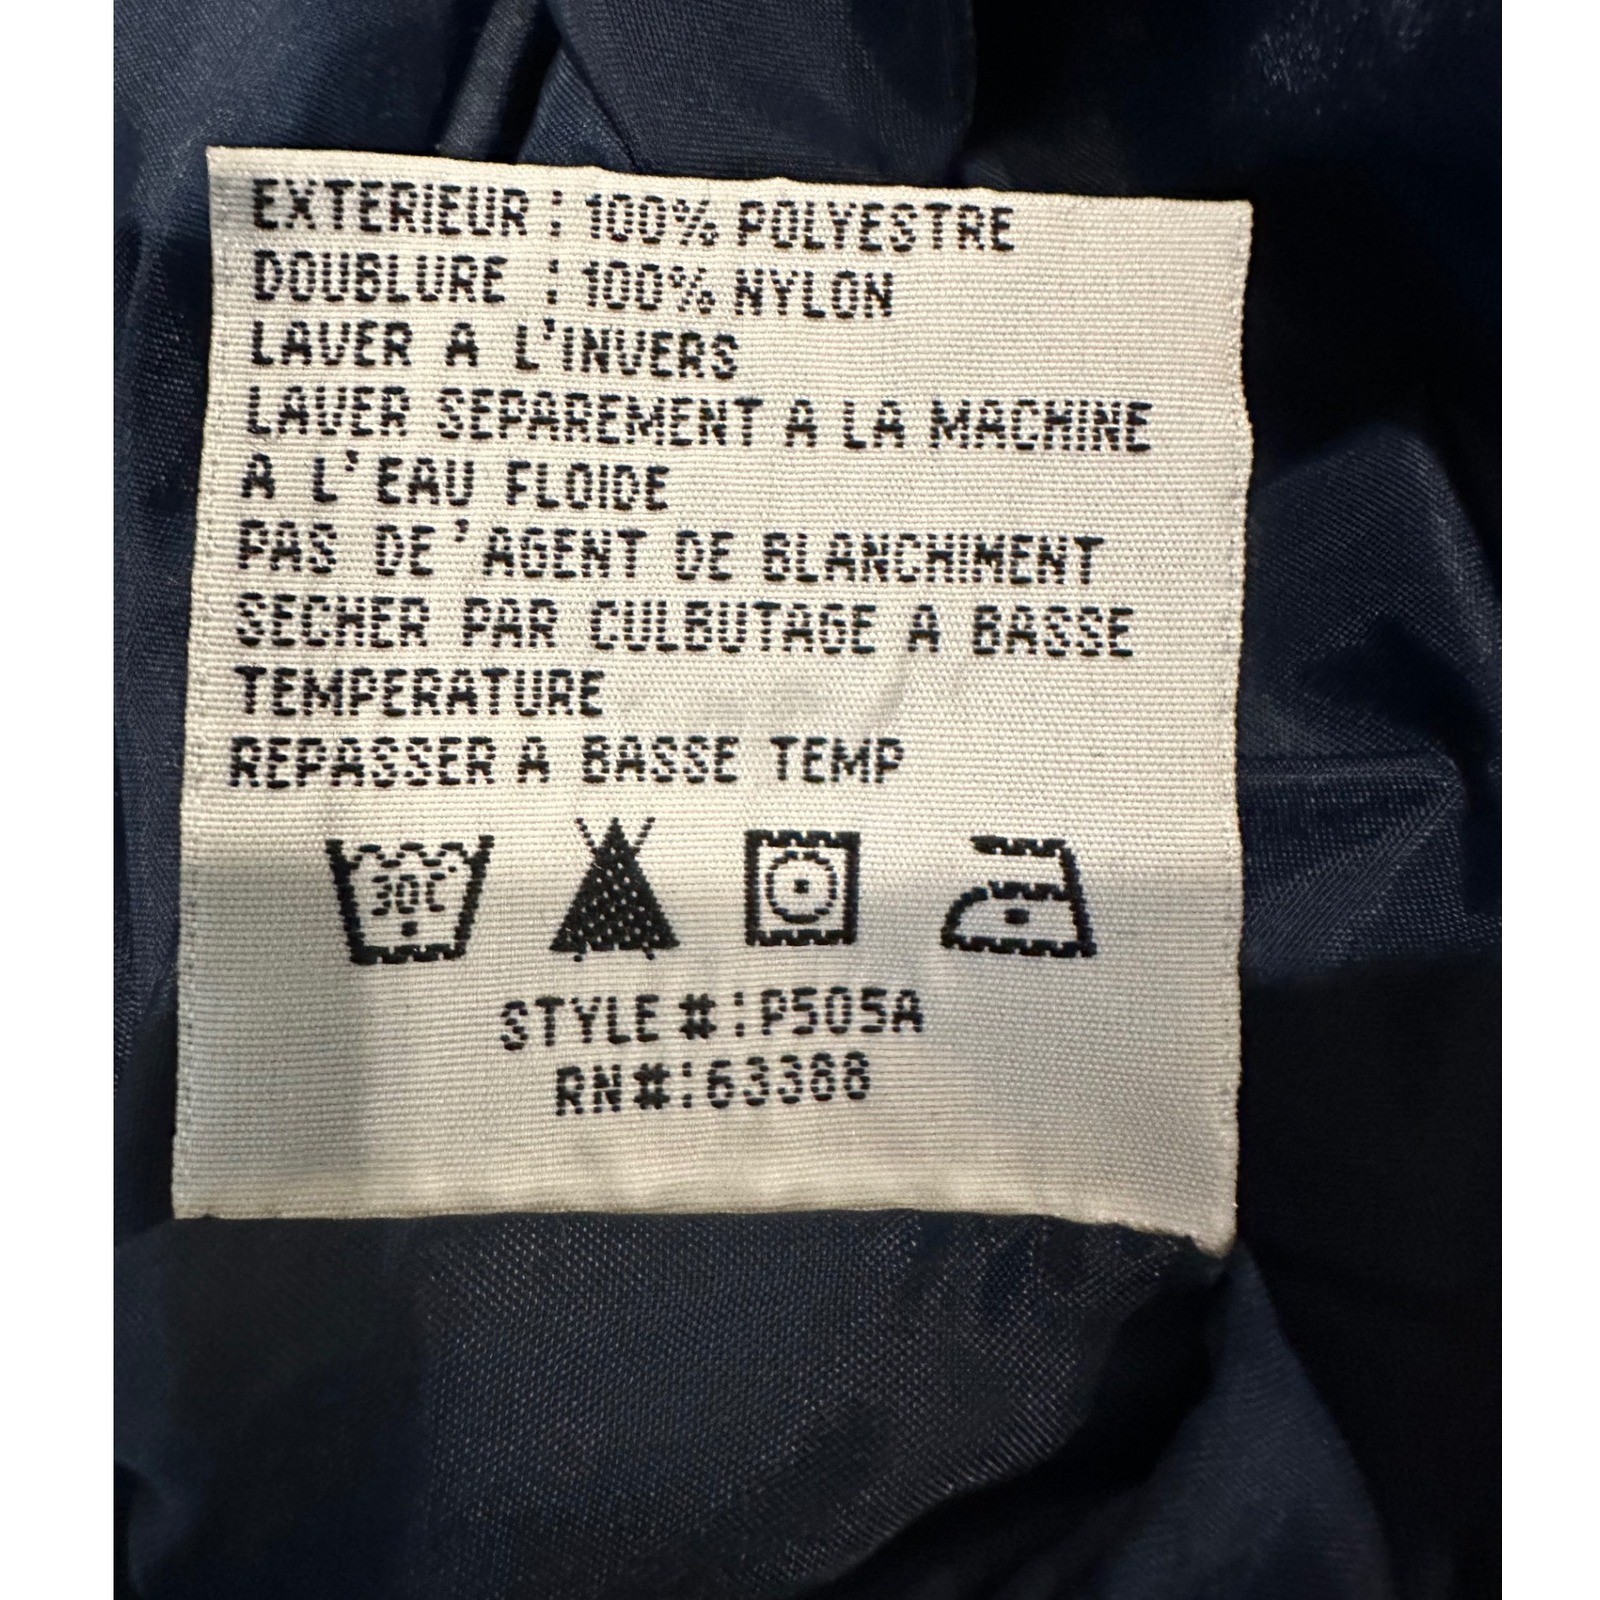 EXTERIEUR : 100% POLYESTRE
DOUBLURE : 100% NYLON
LAVER A L'INVERS
LAVER SEPAREMENT A LA MACHINE
A L'EAU FLOIDE
PAS DE'AGENT DE BLANCHIMENT
SECHER PAR CULBUTAGE A BASSE
TEMPERATURE
REPASSER A BASSE TEMP
30C
STYLE#:P505A
RN#:63388